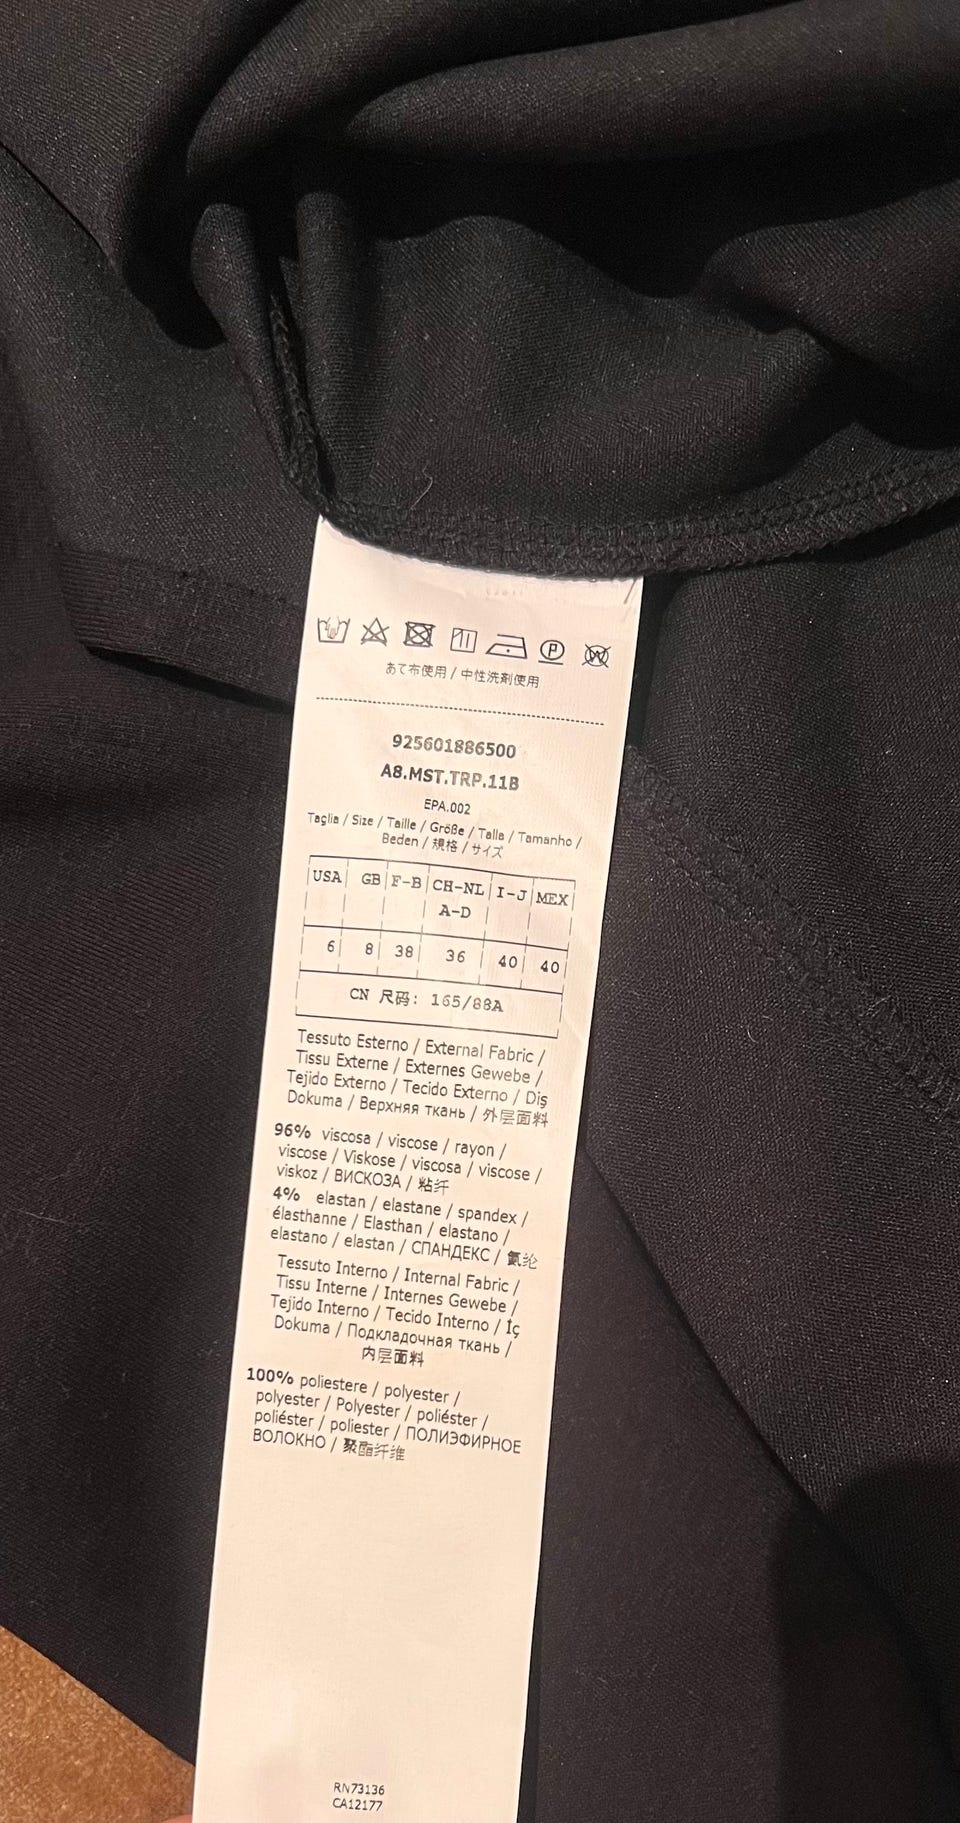 P W
あて布使用 / 中性洗剤使用
925601886500
A8.MST.TRP.11B
EPA.002
Taglia / Size / Taille / Größe / Talla / Tamanho /
Beden / 規格 / サイズ
USA GB F-B CH-NL I-J MEX
A-D
6 8 38 36 40 40
CN 尺码: 165/88A
Tessuto Esterno / External Fabric /
Tissu Externe / Externes Gewebe /
Tejido Externo / Tecido Externo / Diş
Dokuma / Верхняя ткань / 外层面料
96% viscosa / viscose / rayon /
viscose / Viskose / viscosa / viscose /
viskoz / ВИСКОЗА / 粘纤
4% elastan / elastane / spandex /
élasthanne / Elasthan / elastano /
elastano / elastan / СПАНДЕКС / 氨纶
Tessuto Interno / Internal Fabric /
Tissu Interne / Internes Gewebe /
Tejido Interno / Tecido Interno / İç
Dokuma / Подкладочная ткань /
内层面料
100% poliestere / polyester /
polyester / Polyester / poliéster /
poliéster / poliester / ПОЛИЭФИРНОЕ
ВОЛОКНО / 聚酯纤维
RN73136
CA12177